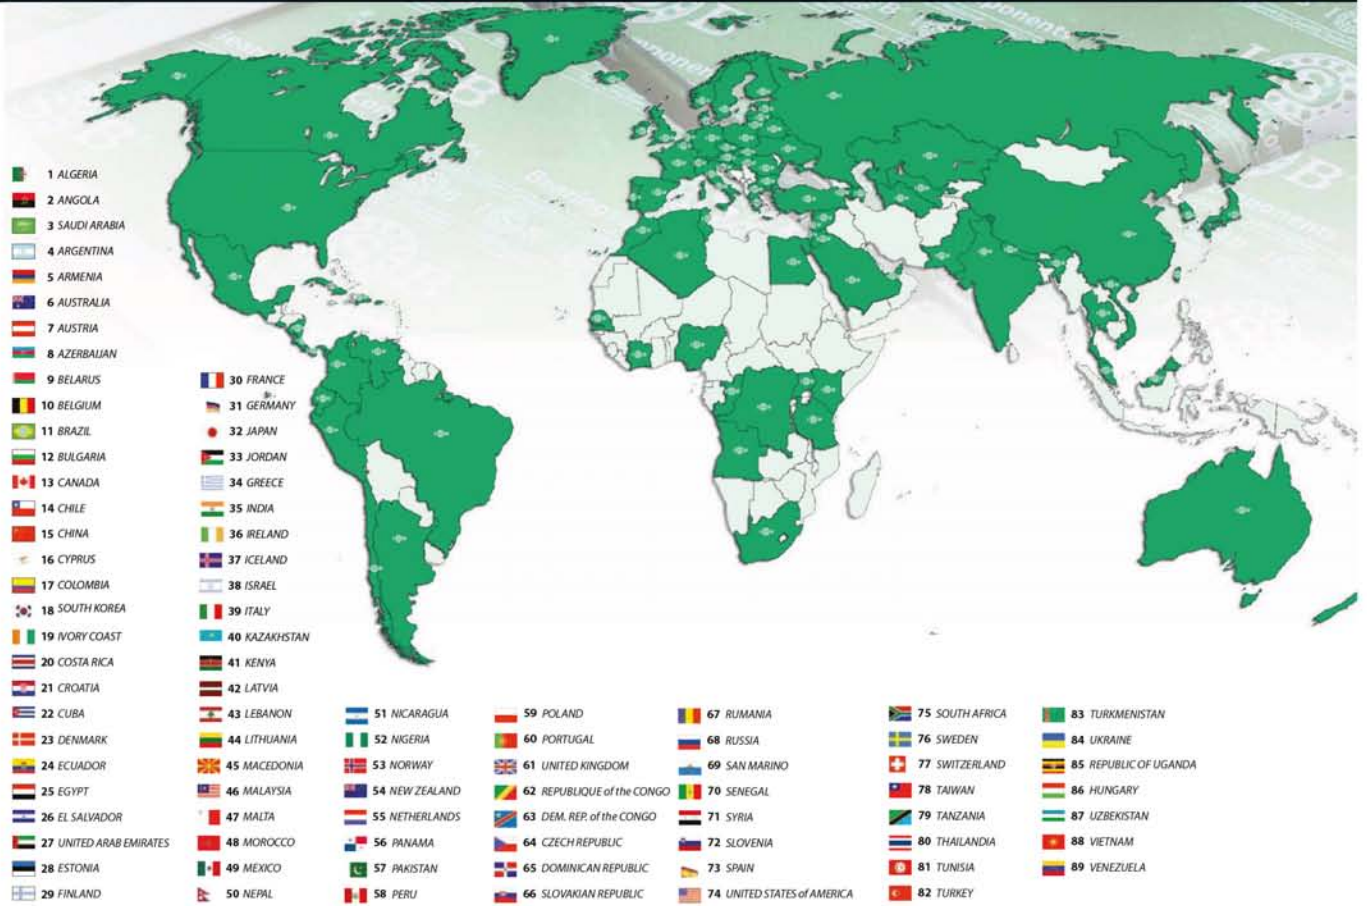 1 ALGERIA
2 ANGOLA
3 SAUDI ARABIA
4 ARGENTINA
5 ARMENIA
6 AUSTRALIA
7 AUSTRIA
8 AZERBAIJAN
9 BELARUS
10 BELGIUM
11 BRAZIL
12 BULGARIA
13 CANADA
14 CHILE
15 CHINA
16 CYPRUS
17 COLOMBIA
18 SOUTH KOREA
19 IVORY COAST
20 COSTA RICA
21 CROATIA
22 CUBA
23 DENMARK
24 ECUADOR
25 EGYPT
26 EL SALVADOR
27 UNITED ARAB EMIRATES
28 ESTONIA
29 FINLAND
30 FRANCE
31 GERMANY
32 JAPAN
33 JORDAN
34 GREECE
35 INDIA
36 IRELAND
37 ICELAND
38 ISRAEL
39 ITALY
40 KAZAKHSTAN
41 KENYA
42 LATVIA
43 LEBANON
44 LITHUANIA
45 MACEDONIA
46 MALAYSIA
47 MALTA
48 MOROCCO
49 MEXICO
50 NEPAL
51 NICARAGUA
52 NIGERIA
53 NORWAY
54 NEW ZEALAND
55 NETHERLANDS
56 PANAMA
57 PAKISTAN
58 PERU
59 POLAND
60 PORTUGAL
61 UNITED KINGDOM
62 REPUBLIQUE of the CONGO
63 DEM. REP. of the CONGO
64 CZECH REPUBLIC
65 DOMINICAN REPUBLIC
66 SLOVAKIAN REPUBLIC
67 RUMANIA
68 RUSSIA
69 SAN MARINO
70 SENEGAL
71 SYRIA
72 SLOVENIA
73 SPAIN
74 UNITED STATES of AMERICA
75 SOUTH AFRICA
76 SWEDEN
77 SWITZERLAND
78 TAIWAN
79 TANZANIA
80 THAILANDIA
81 TUNISIA
82 TURKEY
83 TURKMENISTAN
84 UKRAINE
85 REPUBLIC OF UGANDA
86 HUNGARY
87 UZBEKISTAN
88 VIETNAM
89 VENEZUELA